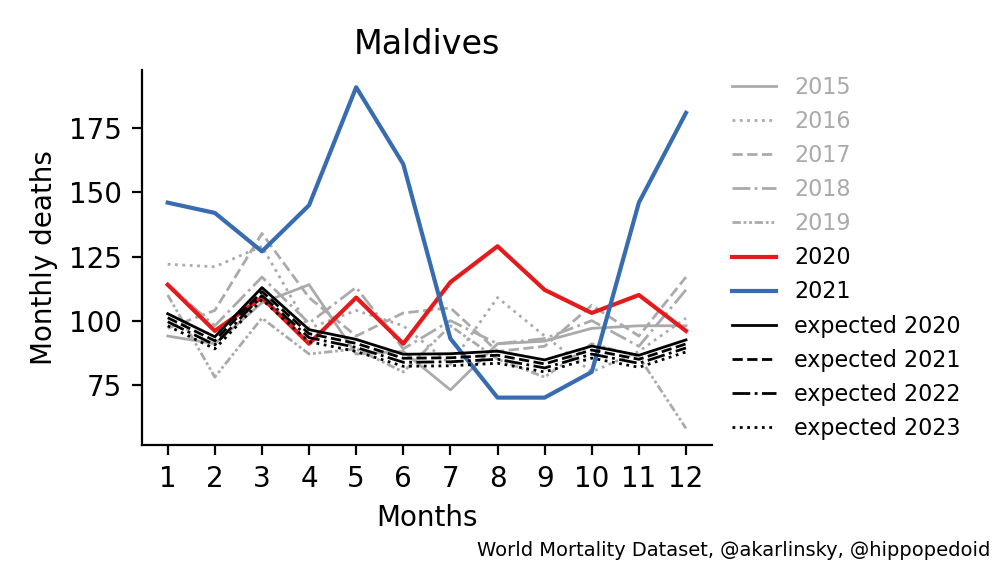 Maldives
Monthly deaths
175
150
125
100
75
1 2 3 4 5 6 7 8 9 10 11 12
Months
2015
2016
2017
2018
2019
2020
2021
expected 2020
expected 2021
expected 2022
expected 2023
World Mortality Dataset, @akarlinsky, @hippopedoid